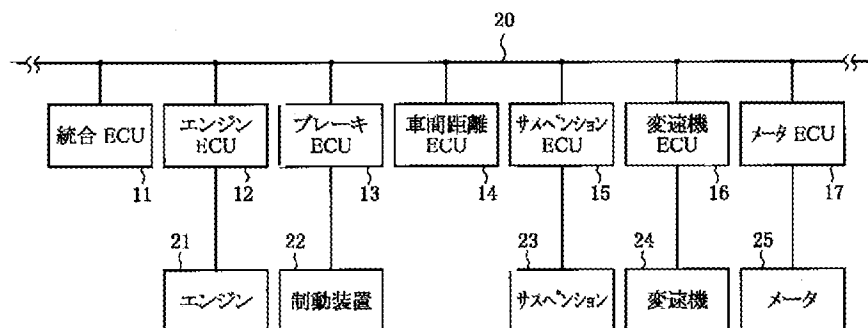 20
統合 ECU
エンジン
ECU
ブレーキ
ECU
車間距離
ECU
サスペンション
ECU
変速機
ECU
メータ ECU
11
12
13
14
15
16
17
21
22
23
24
25
エンジン
制動装置
サスペンション
変速機
メータ